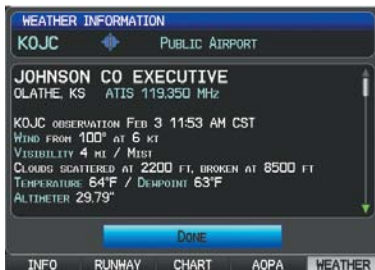 WEATHER INFORMATION
KOJC PUBLIC AIRPORT
JOHNSON CO EXECUTIVE
OLATHE, KS ATIS 119.350 MHz
KOJC OBSERVATION FEB 3 11:53 AM CST
WIND FROM 100° AT 6 KT
VISIBILITY 4 MI / MIST
CLOUDS SCATTERED AT 2200 FT, BROKEN AT 8500 FT
TEMPERATURE 64°F / DEWPOINT 63°F
ALTIMETER 29.79"
DONE
INFO RUNWAY CHART AOPA WEATHER